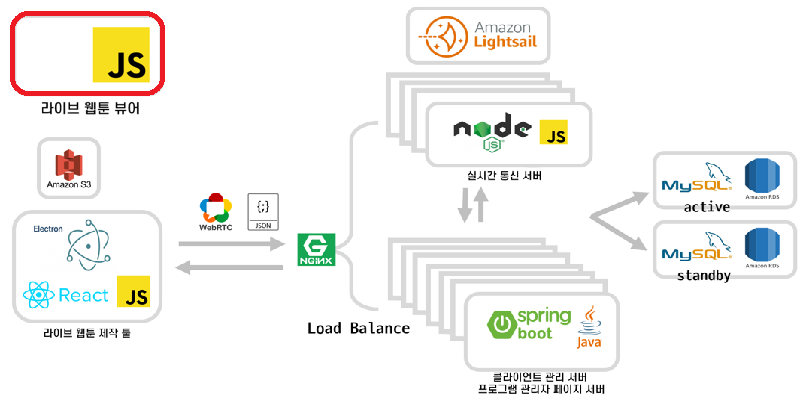 JS
라이브 웹툰 뷰어
Amazon S3
Electron
React
JS
라이브 웹툰 제작 툴
WebRTC
{;}
JSON
G
NGINX
Load Balance
Amazon
Lightsail
node
JS
JS
실시간 통신 서버
spring
boot
Java
클라이언트 관리 서버
프로그램 관리자 페이지 서버
MySQL
Amazon RDS
active
MySQL
Amazon RDS
standby